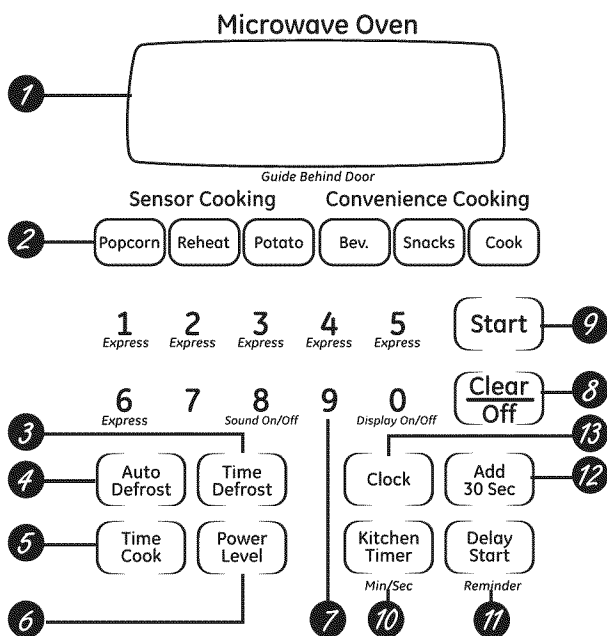 Microwave Oven
1
Guide Behind Door
Sensor Cooking Convenience Cooking
2 Popcorn Reheat Potato Bev. Snacks Cook
1 2 3 4 5 Start 9
Express Express Express Express Express
6 7 8 9 0 Clear Off 8
Express Sound On/Off Display On/Off
3 13
4 Auto Defrost Time Defrost Clock Add 30 Sec 12
5 Time Cook Power Level Kitchen Timer Delay Start
Min/Sec Reminder
6 7 10 11